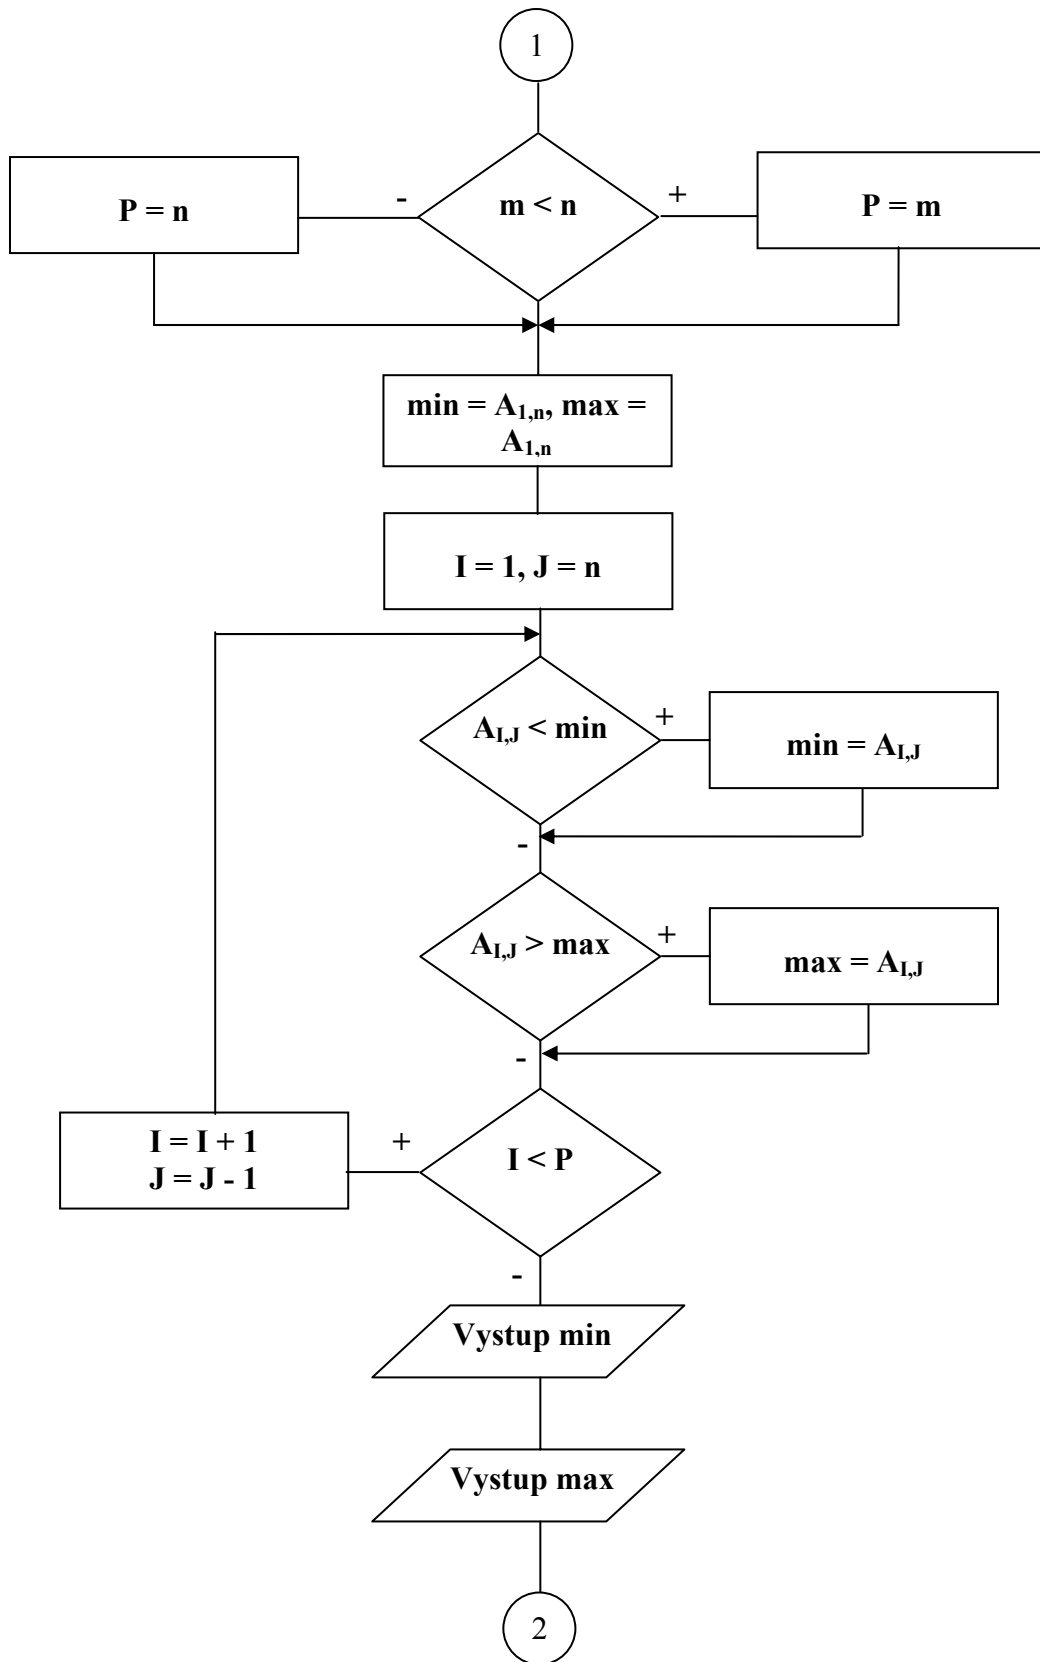 1
m < n
-
+
P = n
P = m
min = A1,n, max =
A1,n
I = 1, J = n
AI,J < min
+
min = AI,J
-
AI,J > max
+
max = AI,J
-
I < P
+
I = I + 1
J = J - 1
-
Vystup min
Vystup max
2